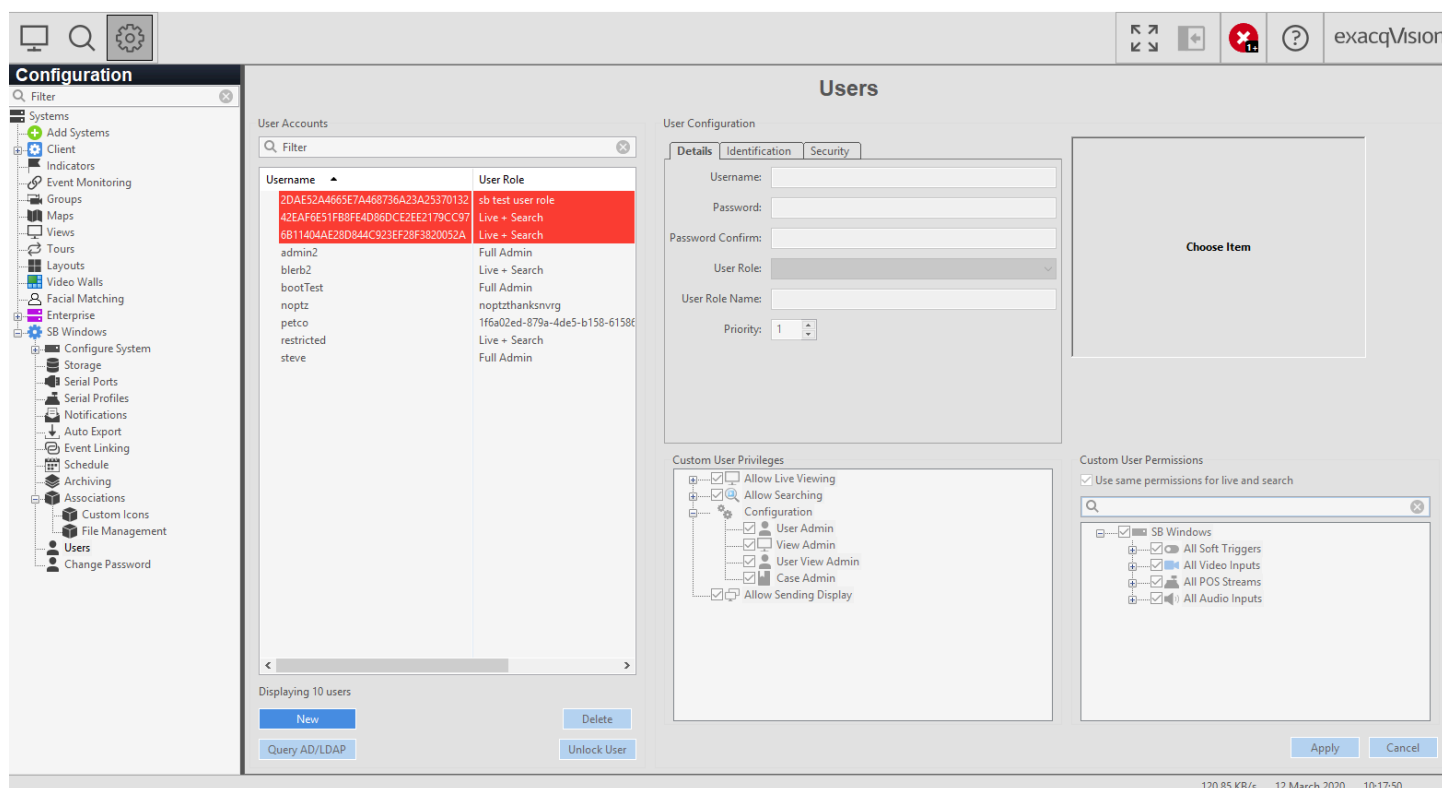 exacqVision
1+
Configuration
Filter
Systems
Add Systems
Client
Indicators
Event Monitoring
Groups
Maps
Views
Tours
Layouts
Video Walls
Facial Matching
Enterprise
SB Windows
Configure System
Storage
Serial Ports
Serial Profiles
Notifications
Auto Export
Event Linking
Schedule
Archiving
Associations
Custom Icons
File Management
Users
Change Password
Users
User Accounts
Filter
Username User Role
2DAE52A4665E7A468736A23A25370132 sb test user role
42EAF6E51FB8FE4D86DCE2EE2179CC97 Live + Search
6B11404AE28D844C923EF28F3820052A Live + Search
admin2 Full Admin
blerb2 Live + Search
bootTest Full Admin
noptz noptzthanksnvrg
petco 1f6a02ed-879a-4de5-b158-61586
restricted Live + Search
steve Full Admin
Displaying 10 users
New Delete
Query AD/LDAP Unlock User
User Configuration
Details Identification Security
Username:
Password:
Password Confirm:
User Role:
User Role Name:
Priority: 1
Choose Item
Custom User Privileges
Allow Live Viewing
Allow Searching
Configuration
User Admin
View Admin
User View Admin
Case Admin
Allow Sending Display
Custom User Permissions
Use same permissions for live and search
SB Windows
All Soft Triggers
All Video Inputs
All POS Streams
All Audio Inputs
Apply Cancel
120.85 KB/s 12 March 2020 10:17:50